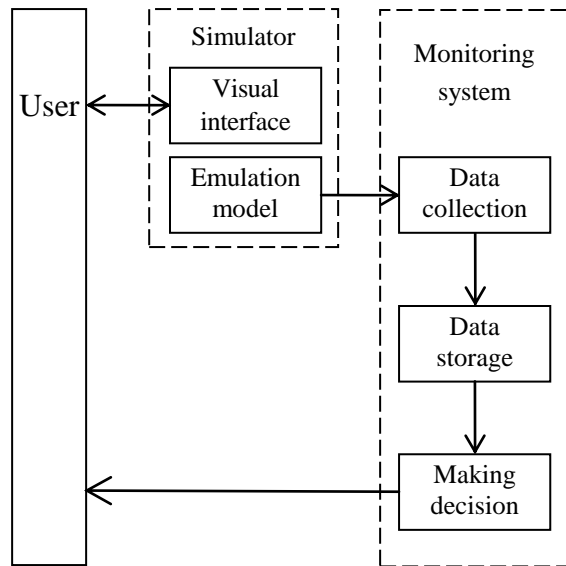 User
Simulator
Visual
interface
Emulation
model
Monitoring
system
Data
collection
Data
storage
Making
decision